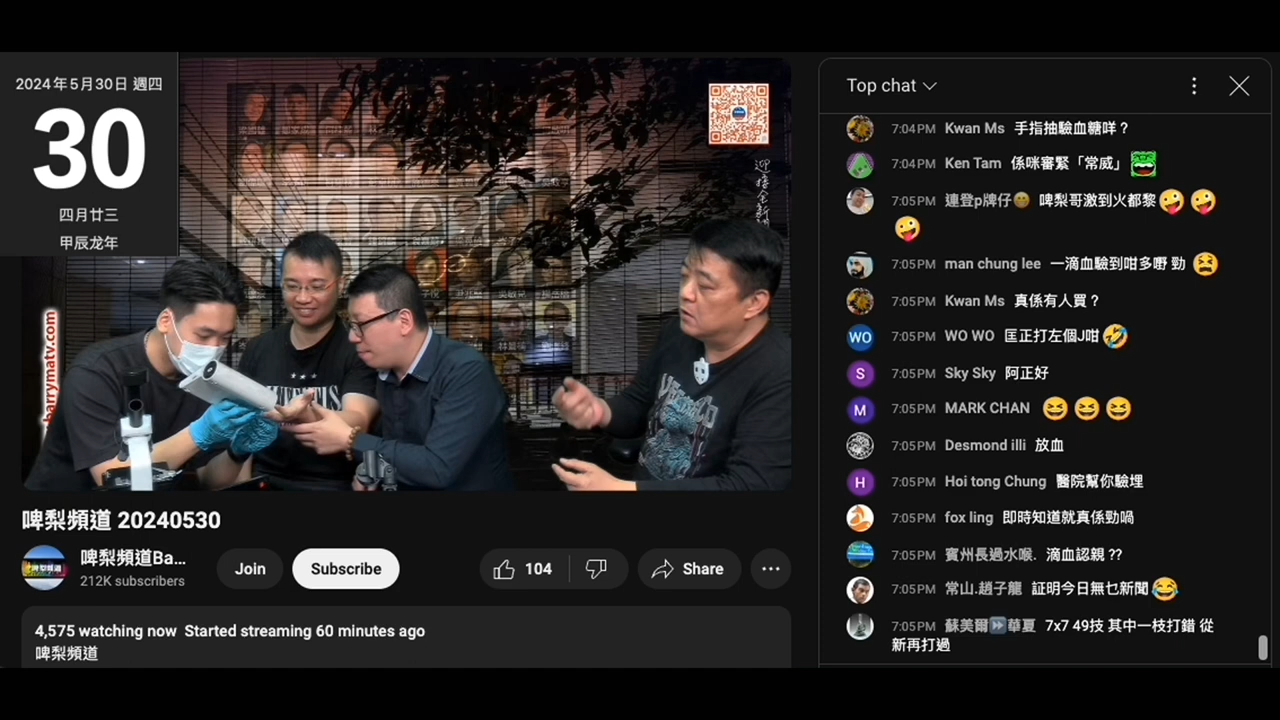 2024年5月30日 週四
30
四月廿三
甲辰龙年
barrymatv.com
啤梨頻道 20240530
啤梨頻道Ba...
212K subscribers
Join
Subscribe
104
Share
4,575 watching now Started streaming 60 minutes ago
啤梨頻道
Top chat
7:04PM Kwan Ms 手指抽驗血糖咩？
7:04PM Ken Tam 係咪審緊「常威」
7:05PM 連登p牌仔 啤梨哥激到火都黎
7:05PM man chung lee 一滴血驗到咁多嘢 勁
7:05PM Kwan Ms 真係有人買？
WO
7:05PM WO WO 匡正打左個J咁
S
7:05PM Sky Sky 阿正好
M
7:05PM MARK CHAN
7:05PM Desmond illi 放血
H
7:05PM Hoi tong Chung 醫院幫你驗埋
7:05PM fox ling 即時知道就真係勁喎
7:05PM 賓州長過水喉. 滴血認親 ??
7:05PM 常山.趙子龍 証明今日無乜新聞
7:05PM 蘇美爾⏩華夏 7x7 49技 其中一枝打錯 從
新再打過